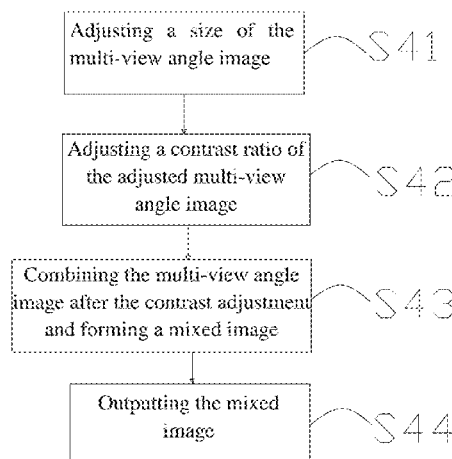 Adjusting a size of the
multi-view angle image
S41
Adjusting a contrast ratio of
the adjusted multi-view
angle image
S42
Combining the multi-view angle
image after the contrast adjustment
and forming a mixed image
S43
Outputting the mixed
image
S44